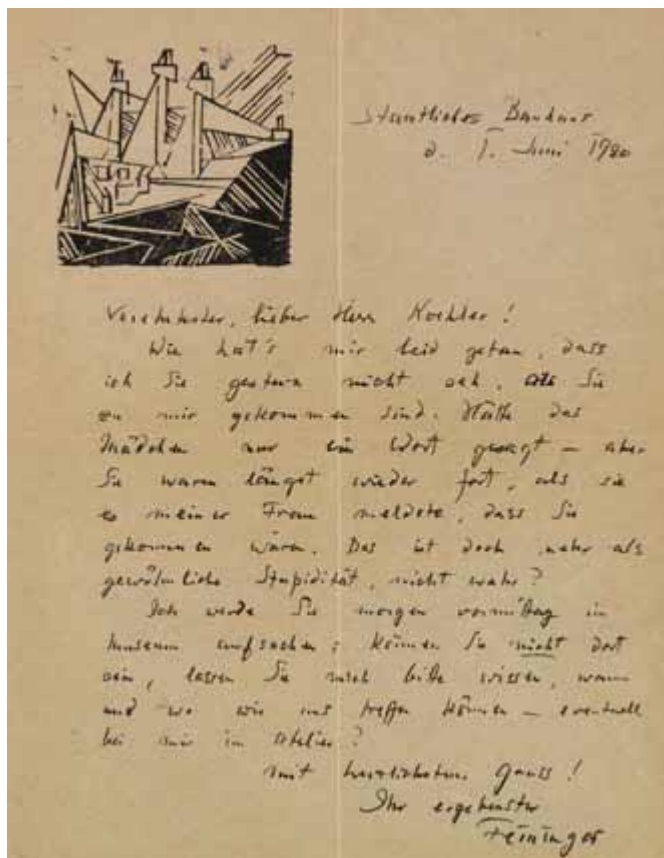 Staatliches Bauhaus
d. 1. Juni 1920
Verehrtester, lieber Herr Koehler!
Wie hat's mir leid getan, dass
ich Sie gestern nicht sah, als Sie
zu mir gekommen sind. Hätte das
Mädchen nur ein Wort gesagt — aber
Sie waren längst wieder fort, als sie
es meiner Frau meldete, dass Sie
gekommen wären. Das ist doch mehr als
gewöhnliche Stupidität, nicht wahr?
Ich werde Sie morgen vormittag im
Museum aufsuchen; können Sie nicht dort
sein, lassen Sie mich bitte wissen, wann
und wo wir uns treffen können — eventuell
bei mir im Atelier?
mit herzlichstem Gruss!
Ihr ergebenster
Feininger